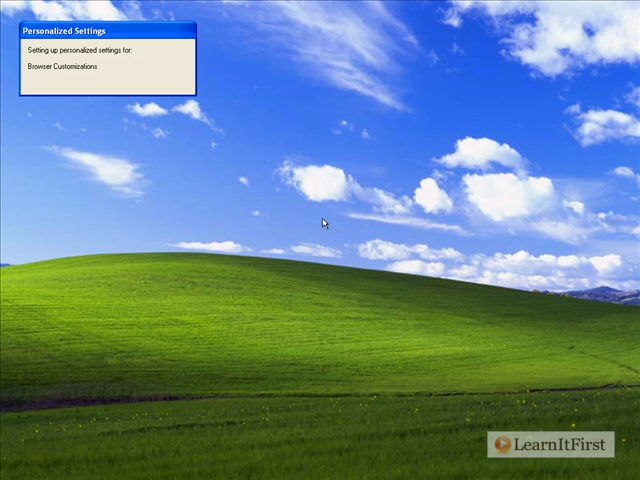 Personalized Settings
Setting up personalized settings for:
Browser Customizations
LearnItFirst